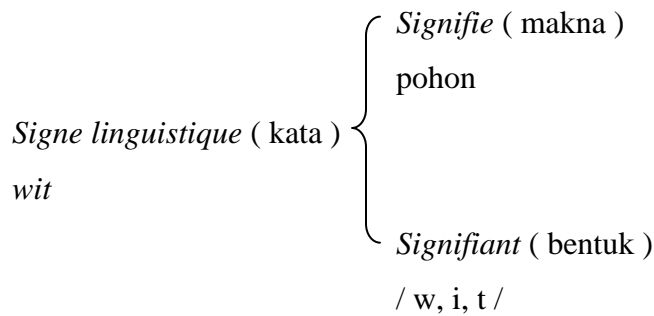 Signifie ( makna )
pohon
Signe linguistique ( kata )
wit
Signifiant ( bentuk )
/ w, i, t /